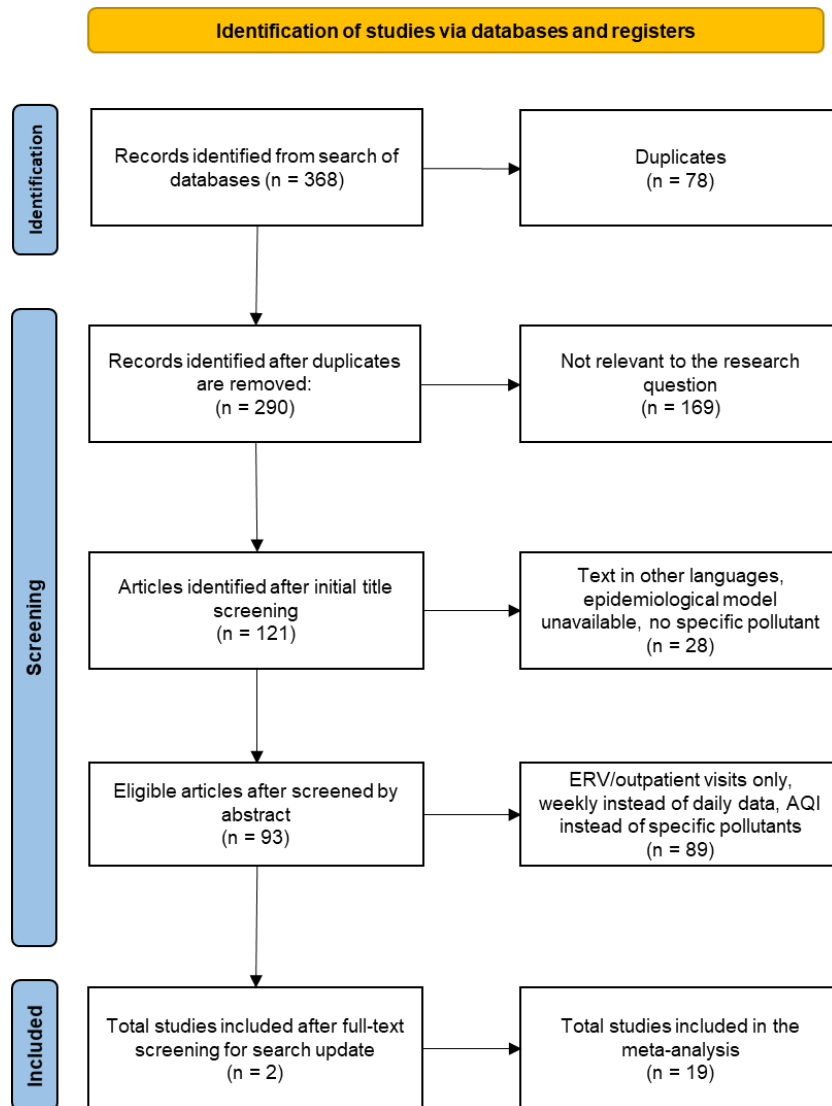 Identification of studies via databases and registers
Identification
Records identified from search of
databases (n = 368)
Duplicates
(n = 78)
Screening
Records identified after duplicates
are removed:
(n = 290)
Not relevant to the research
question
(n = 169)
Articles identified after initial title
screening
(n = 121)
Text in other languages,
epidemiological model
unavailable, no specific pollutant
(n = 28)
Eligible articles after screened by
abstract
(n = 93)
ERV/outpatient visits only,
weekly instead of daily data, AQI
instead of specific pollutants
(n = 89)
Included
Total studies included after full-text
screening for search update
(n = 2)
Total studies included in the
meta-analysis
(n = 19)